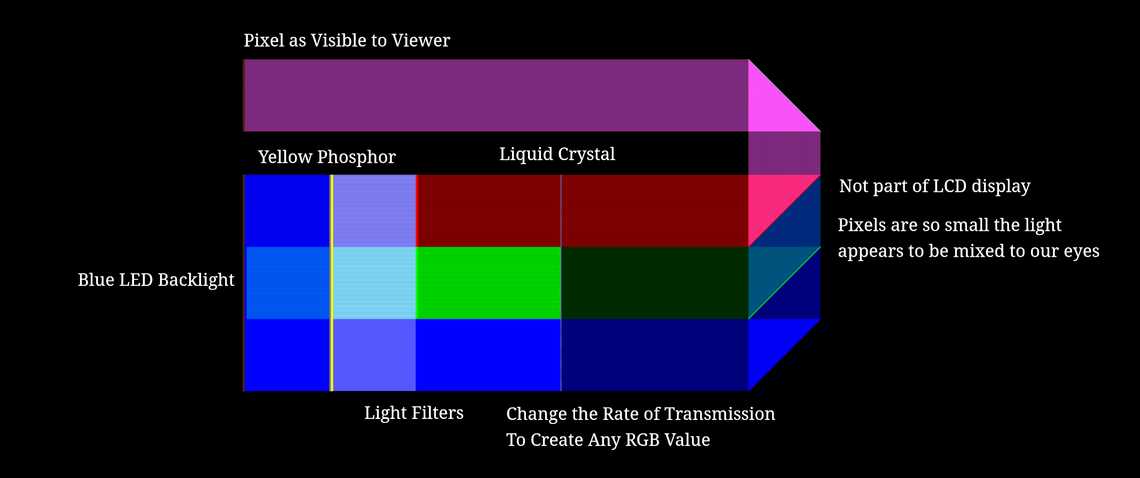 Pixel as Visible to Viewer
Yellow Phosphor
Liquid Crystal
Not part of LCD display
Pixels are so small the light
appears to be mixed to our eyes
Blue LED Backlight
Light Filters
Change the Rate of Transmission
To Create Any RGB Value